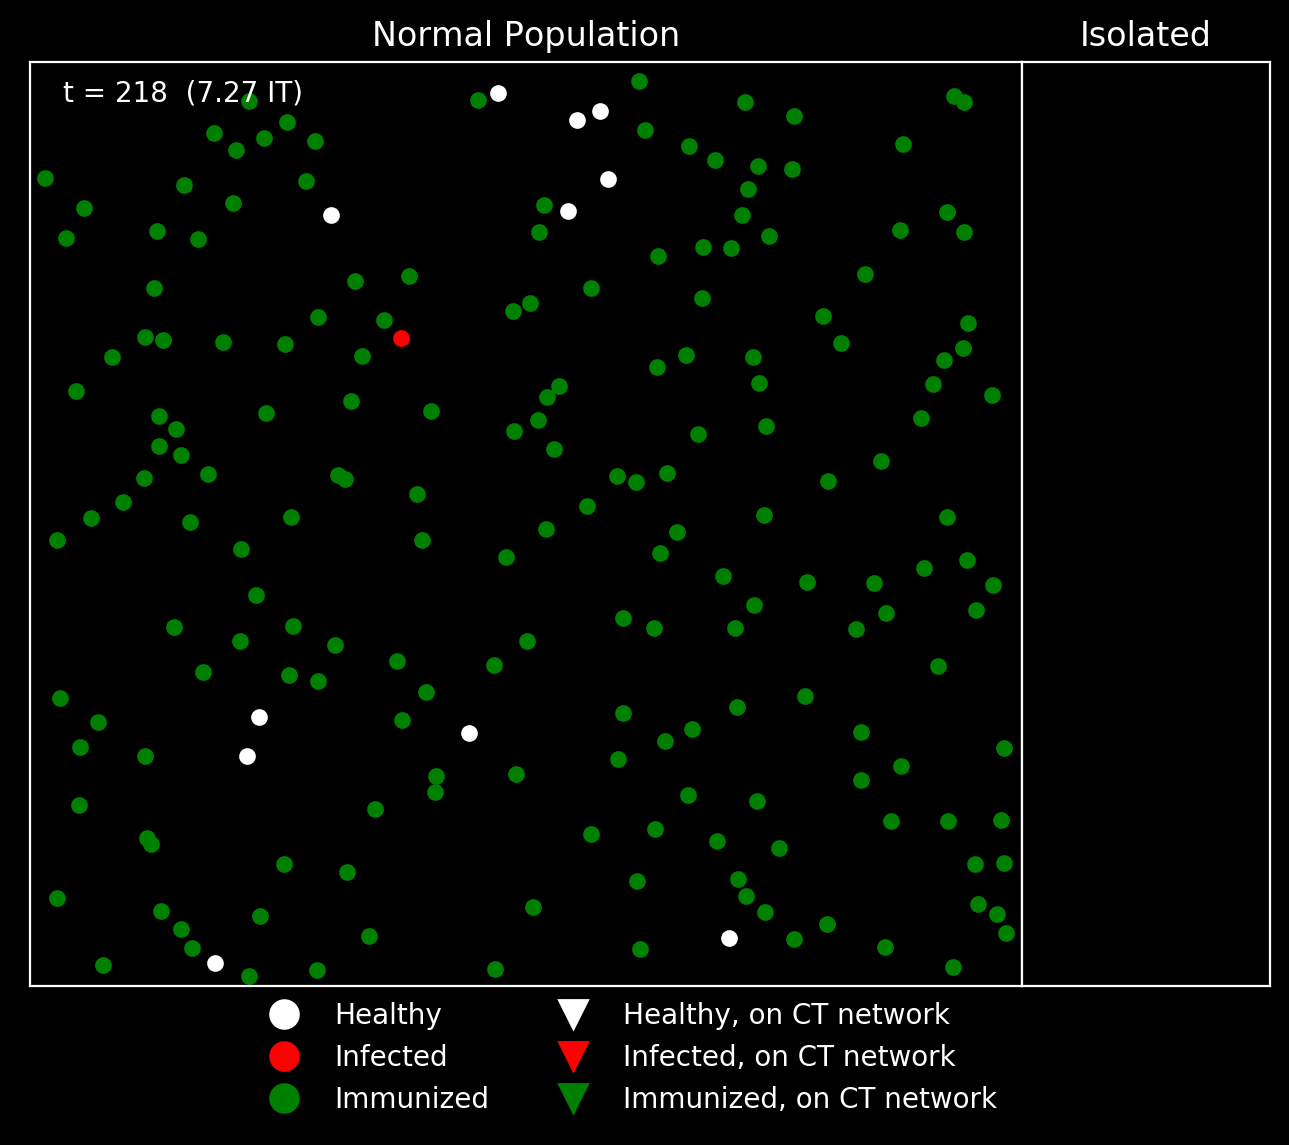 Normal Population
Isolated
t = 218  (7.27 IT)
Healthy
Infected
Immunized
Healthy, on CT network
Infected, on CT network
Immunized, on CT network